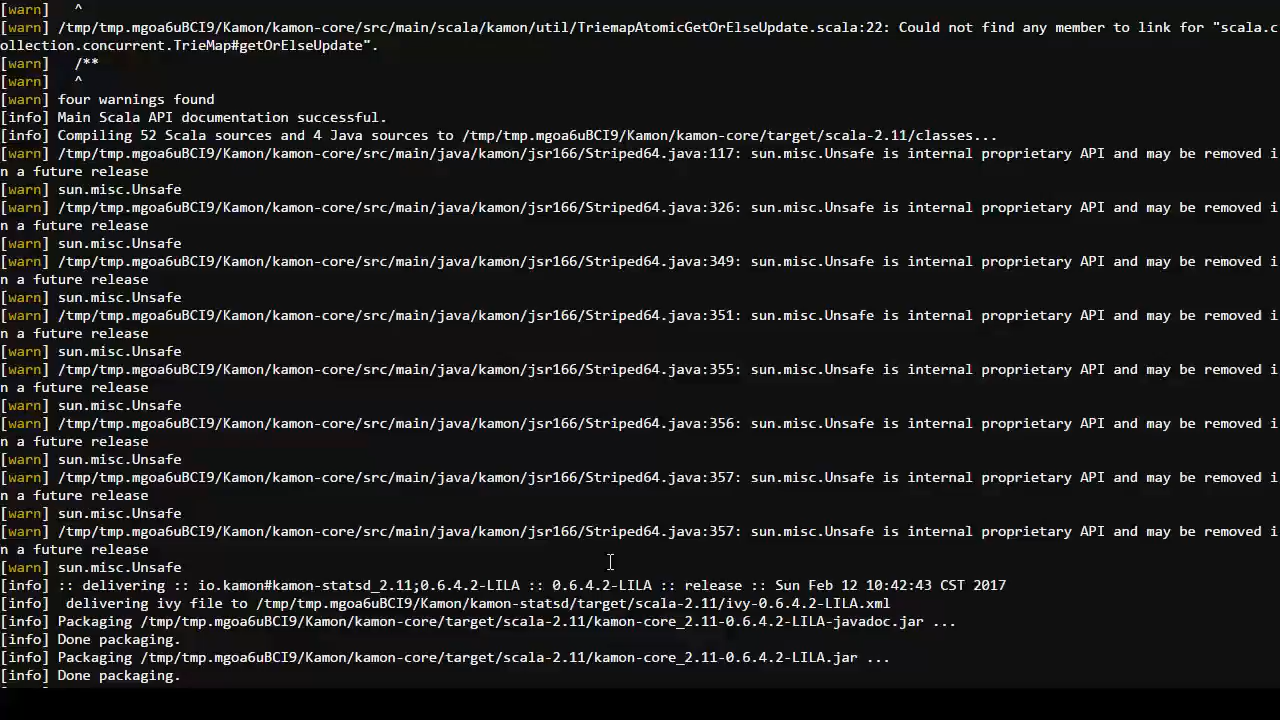 [warn]   ^
[warn] /tmp/tmp.mgoa6uBCI9/Kamon/kamon-core/src/main/scala/kamon/util/TriemapAtomicGetOrElseUpdate.scala:22: Could not find any member to link for "scala.c
ollection.concurrent.TrieMap#getOrElseUpdate".
[warn]   /**
[warn]   ^
[warn] four warnings found
[info] Main Scala API documentation successful.
[info] Compiling 52 Scala sources and 4 Java sources to /tmp/tmp.mgoa6uBCI9/Kamon/kamon-core/target/scala-2.11/classes...
[warn] /tmp/tmp.mgoa6uBCI9/Kamon/kamon-core/src/main/java/kamon/jsr166/Striped64.java:117: sun.misc.Unsafe is internal proprietary API and may be removed i
n a future release
[warn] sun.misc.Unsafe
[warn] /tmp/tmp.mgoa6uBCI9/Kamon/kamon-core/src/main/java/kamon/jsr166/Striped64.java:326: sun.misc.Unsafe is internal proprietary API and may be removed i
n a future release
[warn] sun.misc.Unsafe
[warn] /tmp/tmp.mgoa6uBCI9/Kamon/kamon-core/src/main/java/kamon/jsr166/Striped64.java:349: sun.misc.Unsafe is internal proprietary API and may be removed i
n a future release
[warn] sun.misc.Unsafe
[warn] /tmp/tmp.mgoa6uBCI9/Kamon/kamon-core/src/main/java/kamon/jsr166/Striped64.java:351: sun.misc.Unsafe is internal proprietary API and may be removed i
n a future release
[warn] sun.misc.Unsafe
[warn] /tmp/tmp.mgoa6uBCI9/Kamon/kamon-core/src/main/java/kamon/jsr166/Striped64.java:355: sun.misc.Unsafe is internal proprietary API and may be removed i
n a future release
[warn] sun.misc.Unsafe
[warn] /tmp/tmp.mgoa6uBCI9/Kamon/kamon-core/src/main/java/kamon/jsr166/Striped64.java:356: sun.misc.Unsafe is internal proprietary API and may be removed i
n a future release
[warn] sun.misc.Unsafe
[warn] /tmp/tmp.mgoa6uBCI9/Kamon/kamon-core/src/main/java/kamon/jsr166/Striped64.java:357: sun.misc.Unsafe is internal proprietary API and may be removed i
n a future release
[warn] sun.misc.Unsafe
[warn] /tmp/tmp.mgoa6uBCI9/Kamon/kamon-core/src/main/java/kamon/jsr166/Striped64.java:357: sun.misc.Unsafe is internal proprietary API and may be removed i
n a future release
[warn] sun.misc.Unsafe
[info] :: delivering :: io.kamon#kamon-statsd_2.11;0.6.4.2-LILA :: 0.6.4.2-LILA :: release :: Sun Feb 12 10:42:43 CST 2017
[info]  delivering ivy file to /tmp/tmp.mgoa6uBCI9/Kamon/kamon-statsd/target/scala-2.11/ivy-0.6.4.2-LILA.xml
[info] Packaging /tmp/tmp.mgoa6uBCI9/Kamon/kamon-core/target/scala-2.11/kamon-core_2.11-0.6.4.2-LILA-javadoc.jar ...
[info] Done packaging.
[info] Packaging /tmp/tmp.mgoa6uBCI9/Kamon/kamon-core/target/scala-2.11/kamon-core_2.11-0.6.4.2-LILA.jar ...
[info] Done packaging.